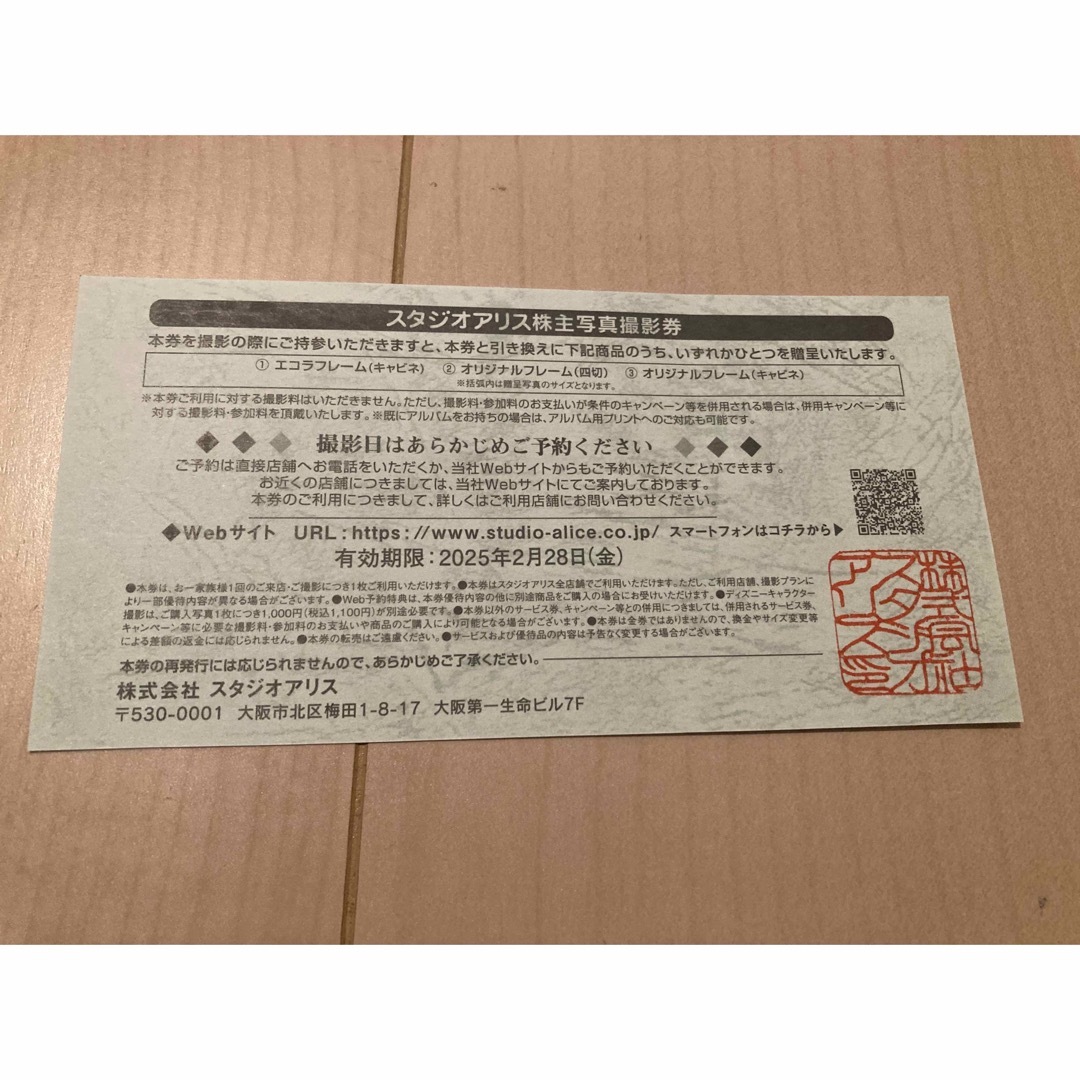 スタジオアリス株主写真撮影券
本券を撮影の際にご持参いただきますと、本券と引き換えに下記商品のうち、いずれかひとつを贈呈いたします。
① エコラフレーム(キャビネ) ② オリジナルフレーム(四切) ③ オリジナルフレーム(キャビネ)
※括弧内は贈呈写真のサイズとなります。
※本券ご利用に対する撮影料はいただきません。ただし、撮影料・参加料のお支払いが条件のキャンペーン等を併用される場合は、併用キャンペーン等に
対する撮影料・参加料を頂戴いたします。※既にアルバムをお持ちの場合は、アルバム用プリントへのご対応も可能です。
◆ ◆ ◆ 撮影日はあらかじめご予約ください ◆ ◆ ◆
ご予約は直接店舗へお電話をいただくか、当社Webサイトからもご予約いただくことができます。
お近くの店舗につきましては、当社Webサイトにてご案内しております。
本券のご利用につきまして、詳しくはご利用店舗にお問い合わせください。
◆Webサイト URL:https://www.studio-alice.co.jp/ スマートフォンはコチラから▶
有効期限:2025年2月28日(金)
●本券は、お一家族様1回のご来店・ご撮影につき1枚ご利用いただけます。●本券はスタジオアリス全店舗でご利用いただけます。ただし、ご利用店舗、撮影プランに
より一部優待内容が異なる場合がございます。●Web予約特典は、本券優待内容の他に別途商品をご購入の場合にお受けいただけます。●ディズニーキャラクター
撮影は、ご購入写真1枚につき1,000円(税込1,100円)が別途必要です。●本券以外のサービス券、キャンペーン等との併用につきましては、併用されるサービス券、
キャンペーン等に必要な撮影料・参加料のお支払いや商品のご購入により可能となる場合がございます。●本券は金券ではありませんので、換金やサイズ変更等
による差額の返金には応じられません。●本券の転売はご遠慮ください。●サービスおよび優待品の内容は予告なく変更する場合がございます。
本券の再発行には応じられませんので、あらかじめご了承ください。
株式会社 スタジオアリス
〒530-0001 大阪市北区梅田1-8-17 大阪第一生命ビル7F
株式会社
スタジオ
アリス之印